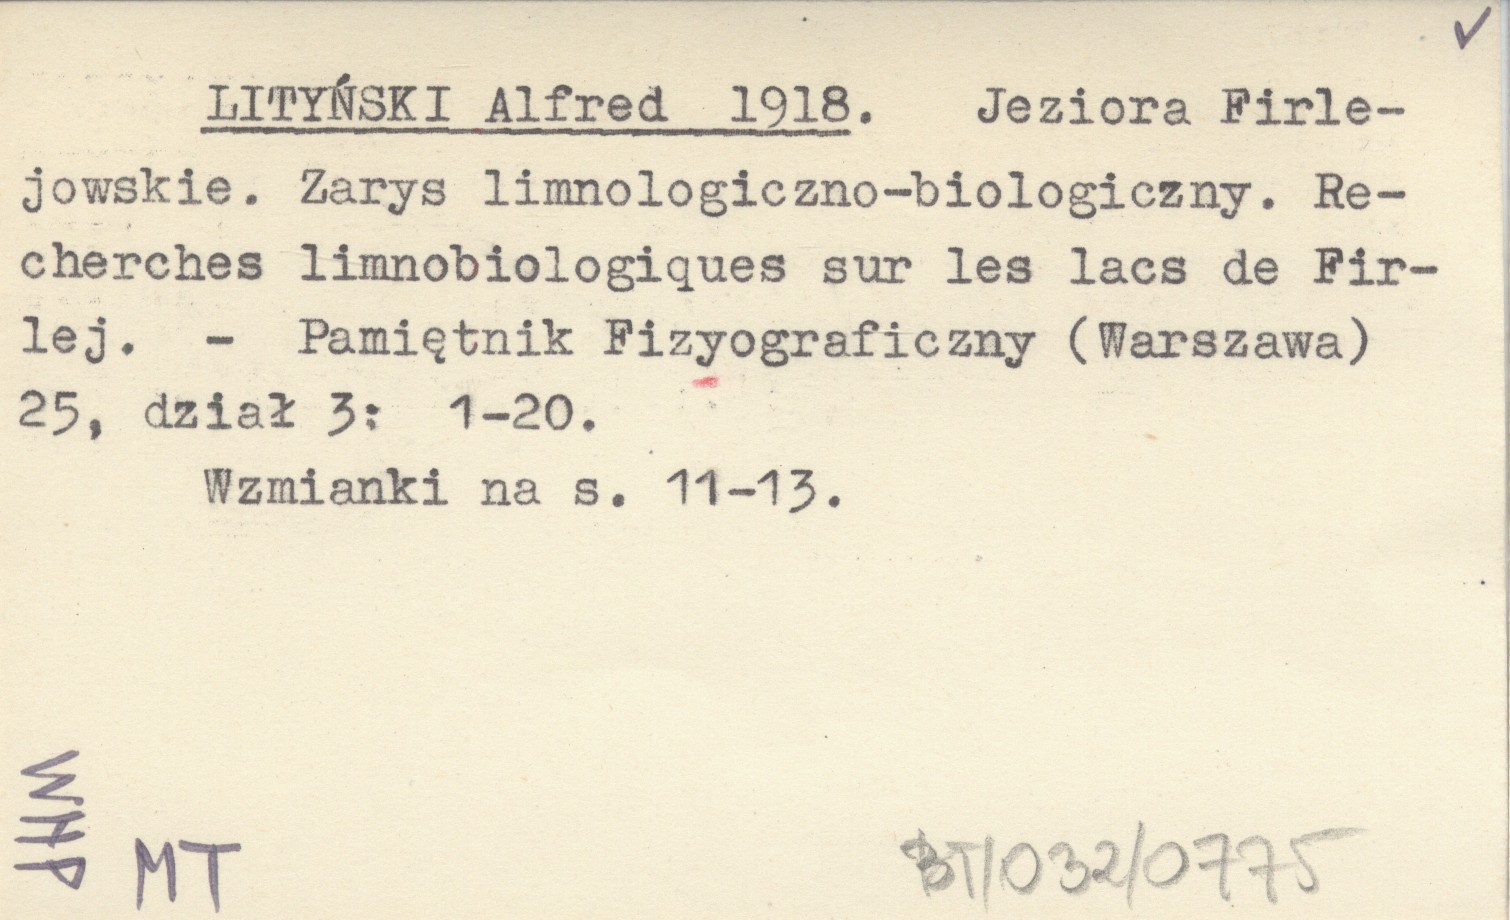 ✓
LITYŃSKI Alfred 1918. Jeziora Firle-
jowskie. Zarys limnologiczno-biologiczny. Re-
cherches limnobiologiques sur les lacs de Fir-
lej. - Pamiętnik Fizyograficzny (Warszawa)
25, dział 3: 1-20.
Wzmianki na s. 11-13.
WNP
MT
BT/032/0775